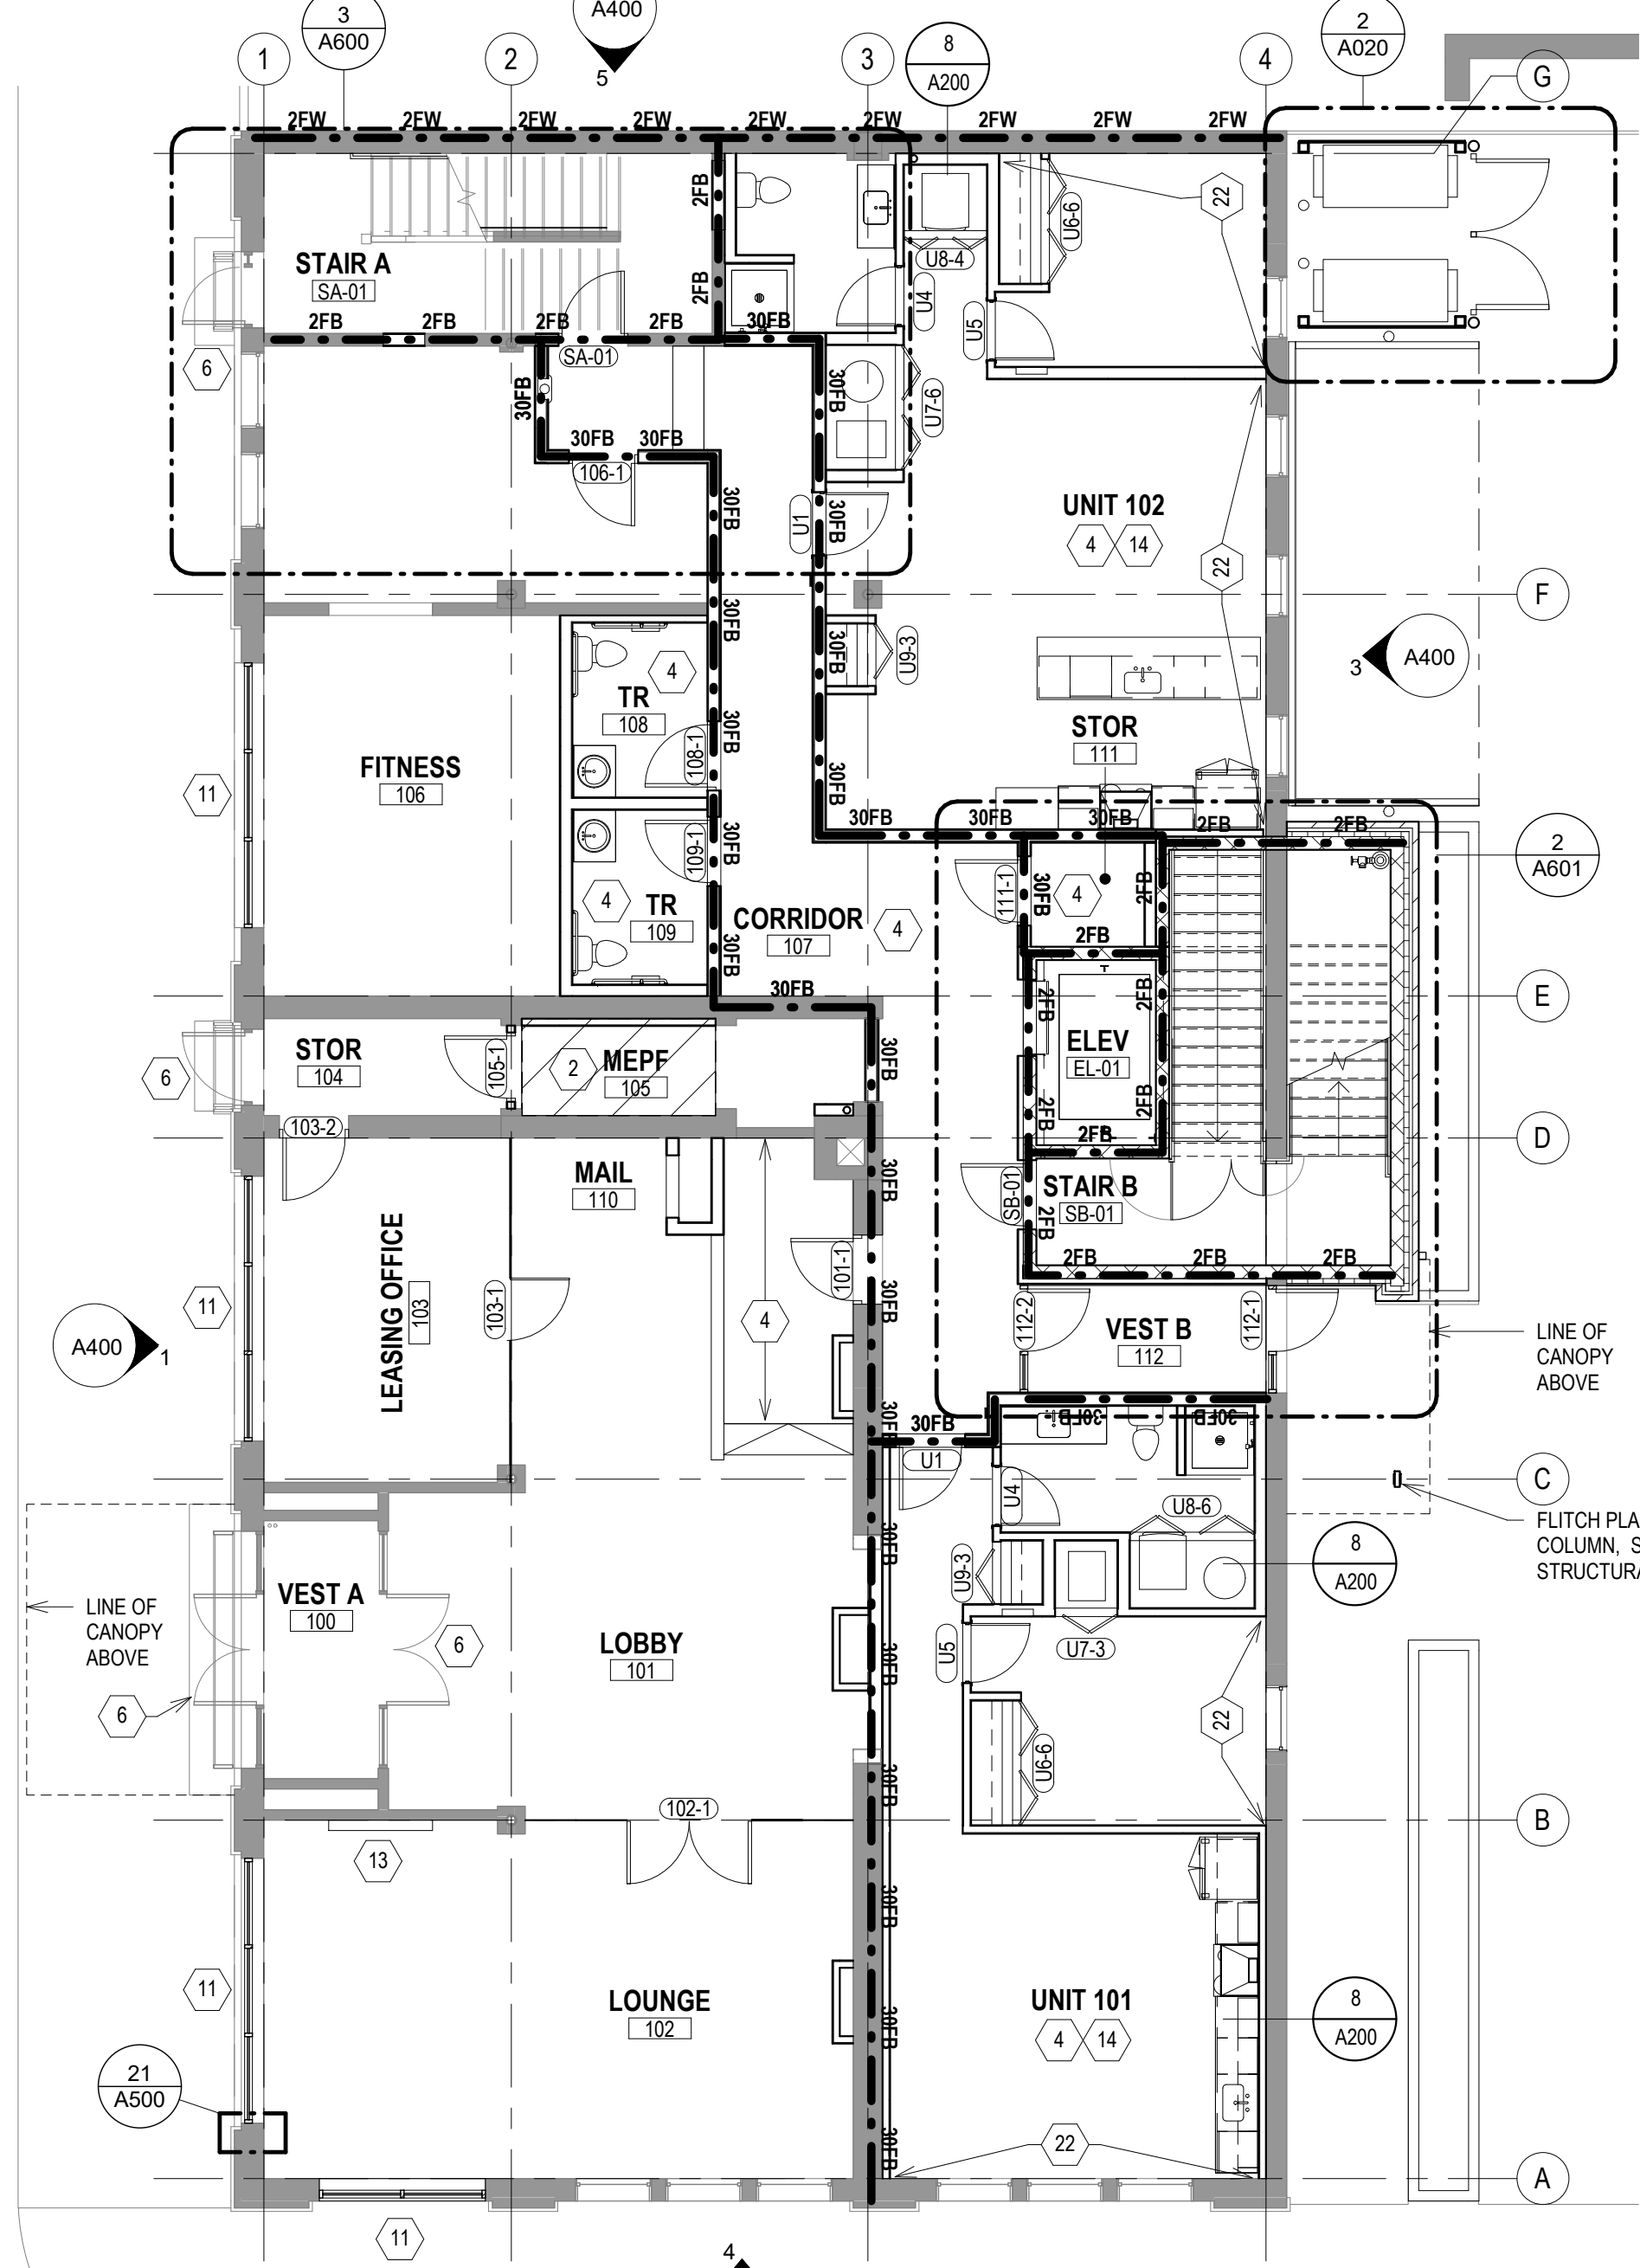 3
A600
A400
5
8
A200
2
A020
1
2
3
4
G
2FW
2FW
2FW
2FW
2FW
2FW
2FW
2FW
2FB
2FB
22
U6-6
U8-4
U4
U5
STAIR A
SA-01
2FB
2FB
2FB
2FB
30FB
SA-01
6
30FB
30FB
U7-6
30FB
30FB
106-1
30FB
U1
30FB
UNIT 102
4
14
22
F
30FB
30FB
U9-3
3
A400
4
TR
108
108-1
30FB
STOR
111
FITNESS
106
11
30FB
30FB
30FB
30FB
2FB
2FB
2
A601
109-1
30FB
4
TR
109
CORRIDOR
107
4
111-1
30FB
4
2FB
2FB
30FB
30FB
E
2FB
2FB
ELEV
EL-01
STOR
104
105-1
2
MEPF
105
30FB
6
103-2
2FB
2FB
2FB
D
MAIL
110
30FB
SB-01
STAIR B
SB-01
2FB
2FB
2FB
2FB
LEASING OFFICE
103
103-1
101-1
30FB
11
4
112-2
VEST B
112
112-1
A400
1
LINE OF
CANOPY
ABOVE
30FB
30FB
30FB
30FB
U1
U4
U8-6
C
FLITCH PLA
COLUMN, S
STRUCTURA
30FB
U9-3
8
A200
VEST A
100
LINE OF
CANOPY
ABOVE
6
6
LOBBY
101
30FB
U5
U7-3
22
U6-6
30FB
102-1
B
13
30FB
11
LOUNGE
102
30FB
UNIT 101
4
14
8
A200
21
A500
30FB
22
A
11
4